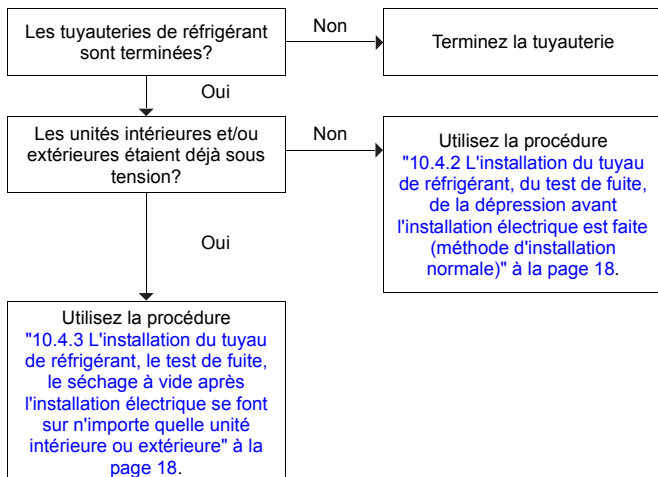 Les tuyauteries de réfrigérant
sont terminées?
Non
Terminez la tuyauterie
Oui
Les unités intérieures et/ou
extérieures étaient déjà sous
tension?
Non
Utilisez la procédure
"10.4.2 L'installation du tuyau
de réfrigérant, du test de fuite,
de la dépression avant
l'installation électrique est faite
(méthode d'installation
normale)" à la page 18.
Oui
Utilisez la procédure
"10.4.3 L'installation du tuyau
de réfrigérant, le test de fuite,
le séchage à vide après
l'installation électrique se font
sur n'importe quelle unité
intérieure ou extérieure" à la
page 18.